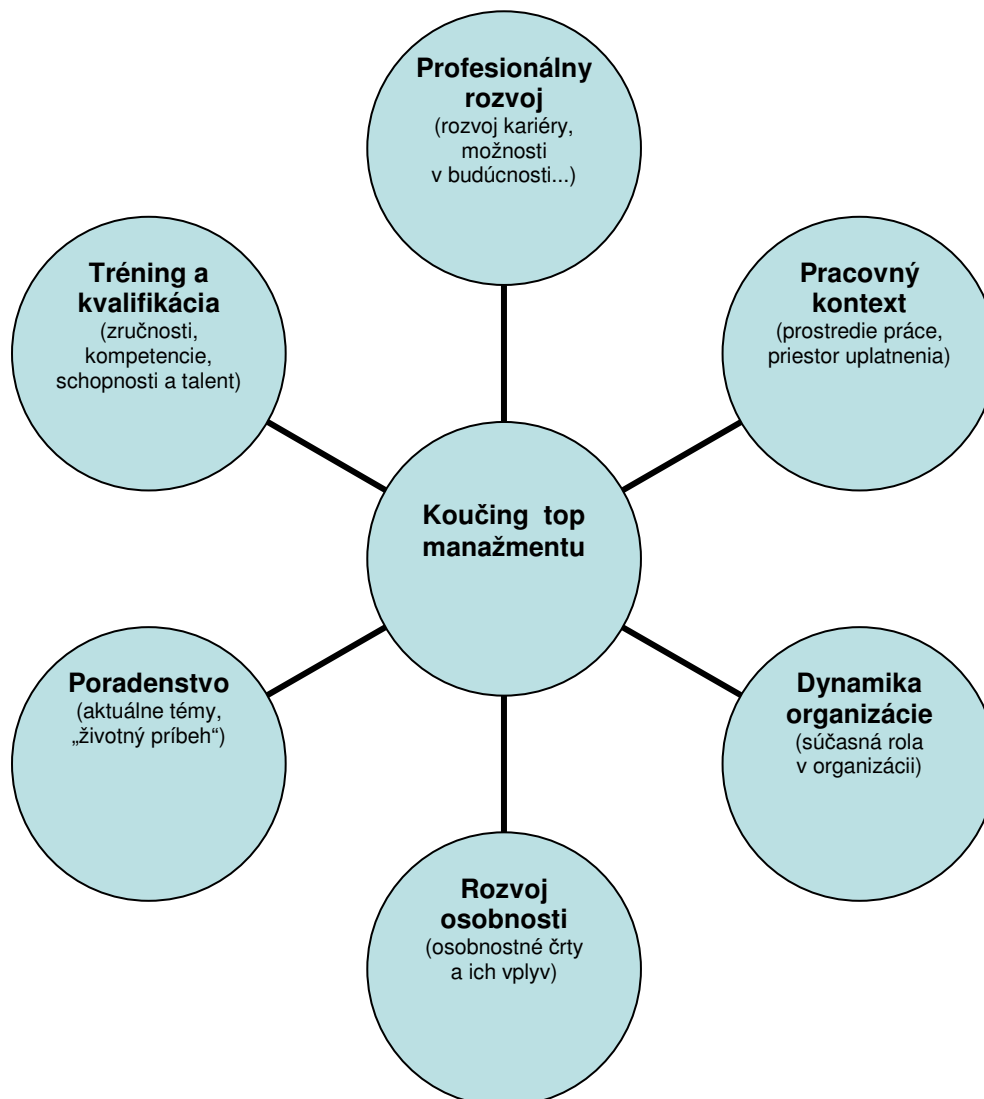 Profesionálny
rozvoj
(rozvoj kariéry,
možnosti
v budúcnosti...)
Tréning a
kvalifikácia
(zručnosti,
kompetencie,
schopnosti a talent)
Pracovný
kontext
(prostredie práce,
priestor uplatnenia)
Koučing top
manažmentu
Poradenstvo
(aktuálne témy,
„životný príbeh“)
Dynamika
organizácie
(súčasná rola
v organizácii)
Rozvoj
osobnosti
(osobnostné črty
a ich vplyv)